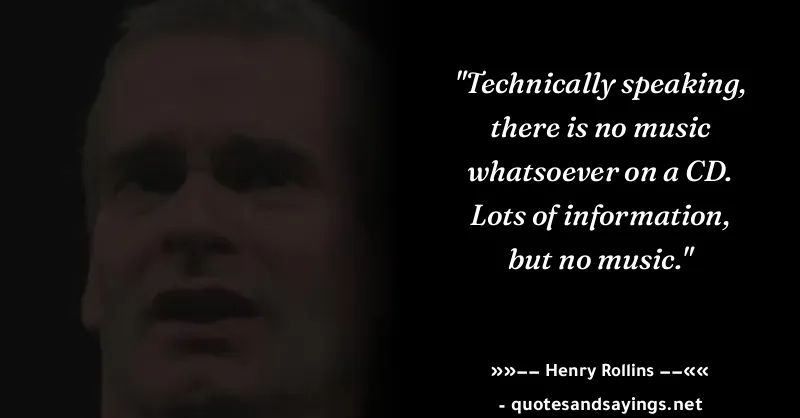 "Technically speaking,
there is no music
whatsoever on a CD.
Lots of information,
but no music."
»»−− Henry Rollins −−««
- quotesandsayings.net